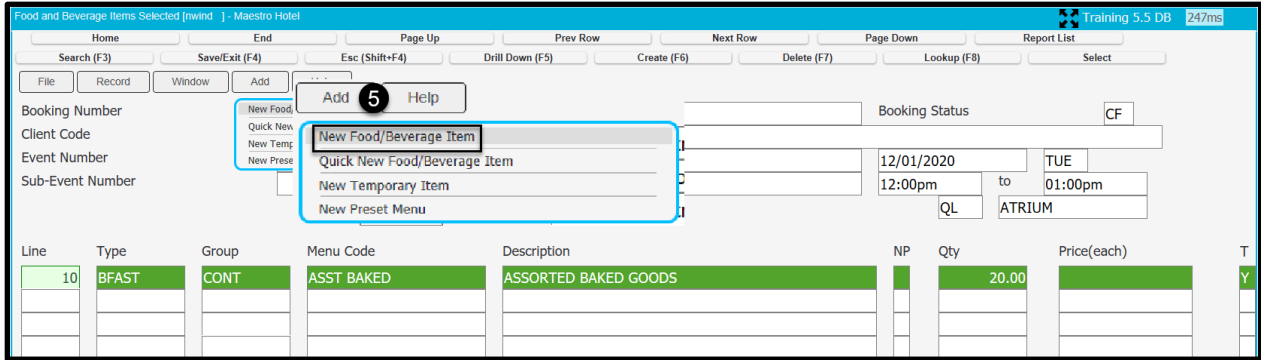 Food and Beverage Items Selected [nwind ] - Maestro Hotel Training 5.5 DB 247ms
Home End Page Up Prev Row Next Row Page Down Report List
Search (F3) Save/Exit (F4) Esc (Shift+F4) Drill Down (F5) Create (F6) Delete (F7) Lookup (F8) Select
File Record Window Add
Add 5 Help
Booking Number New Food/ Booking Status CF
Client Code Quick New New Food/Beverage Item
Event Number New Temp Quick New Food/Beverage Item 12/01/2020 TUE
New Prese
Sub-Event Number New Temporary Item 12:00pm to 01:00pm
New Preset Menu QL ATRIUM
Line Type Group Menu Code Description NP Qty Price(each) T
10 BFAST CONT ASST BAKED ASSORTED BAKED GOODS 20.00 Y